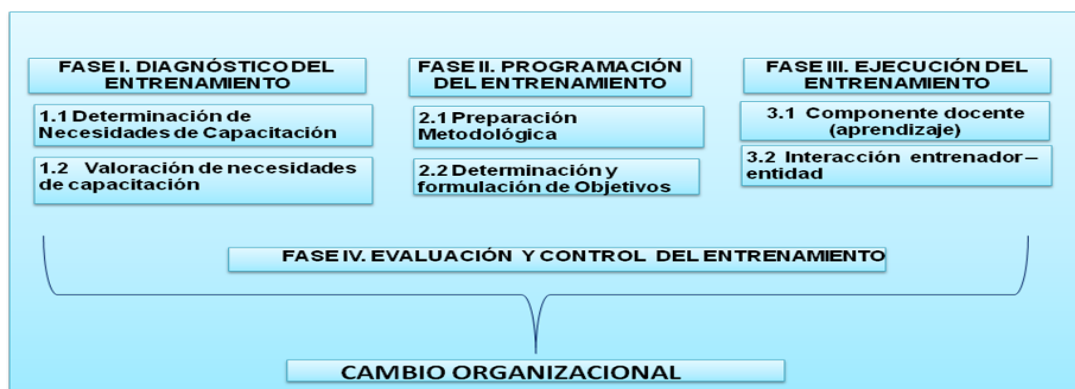 FASE I. DIAGNÓSTICO DEL
ENTRENAMIENTO
1.1 Determinación de
Necesidades de Capacitación
1.2 Valoración de necesidades
de capacitación
FASE II. PROGRAMACIÓN
DEL ENTRENAMIENTO
2.1 Preparación
Metodológica
2.2 Determinación y
formulación de Objetivos
FASE III. EJECUCIÓN DEL
ENTRENAMIENTO
3.1 Componente docente
(aprendizaje)
3.2 Interacción entrenador–
entidad
FASE IV. EVALUACIÓN Y CONTROL DEL ENTRENAMIENTO
CAMBIO ORGANIZACIONAL